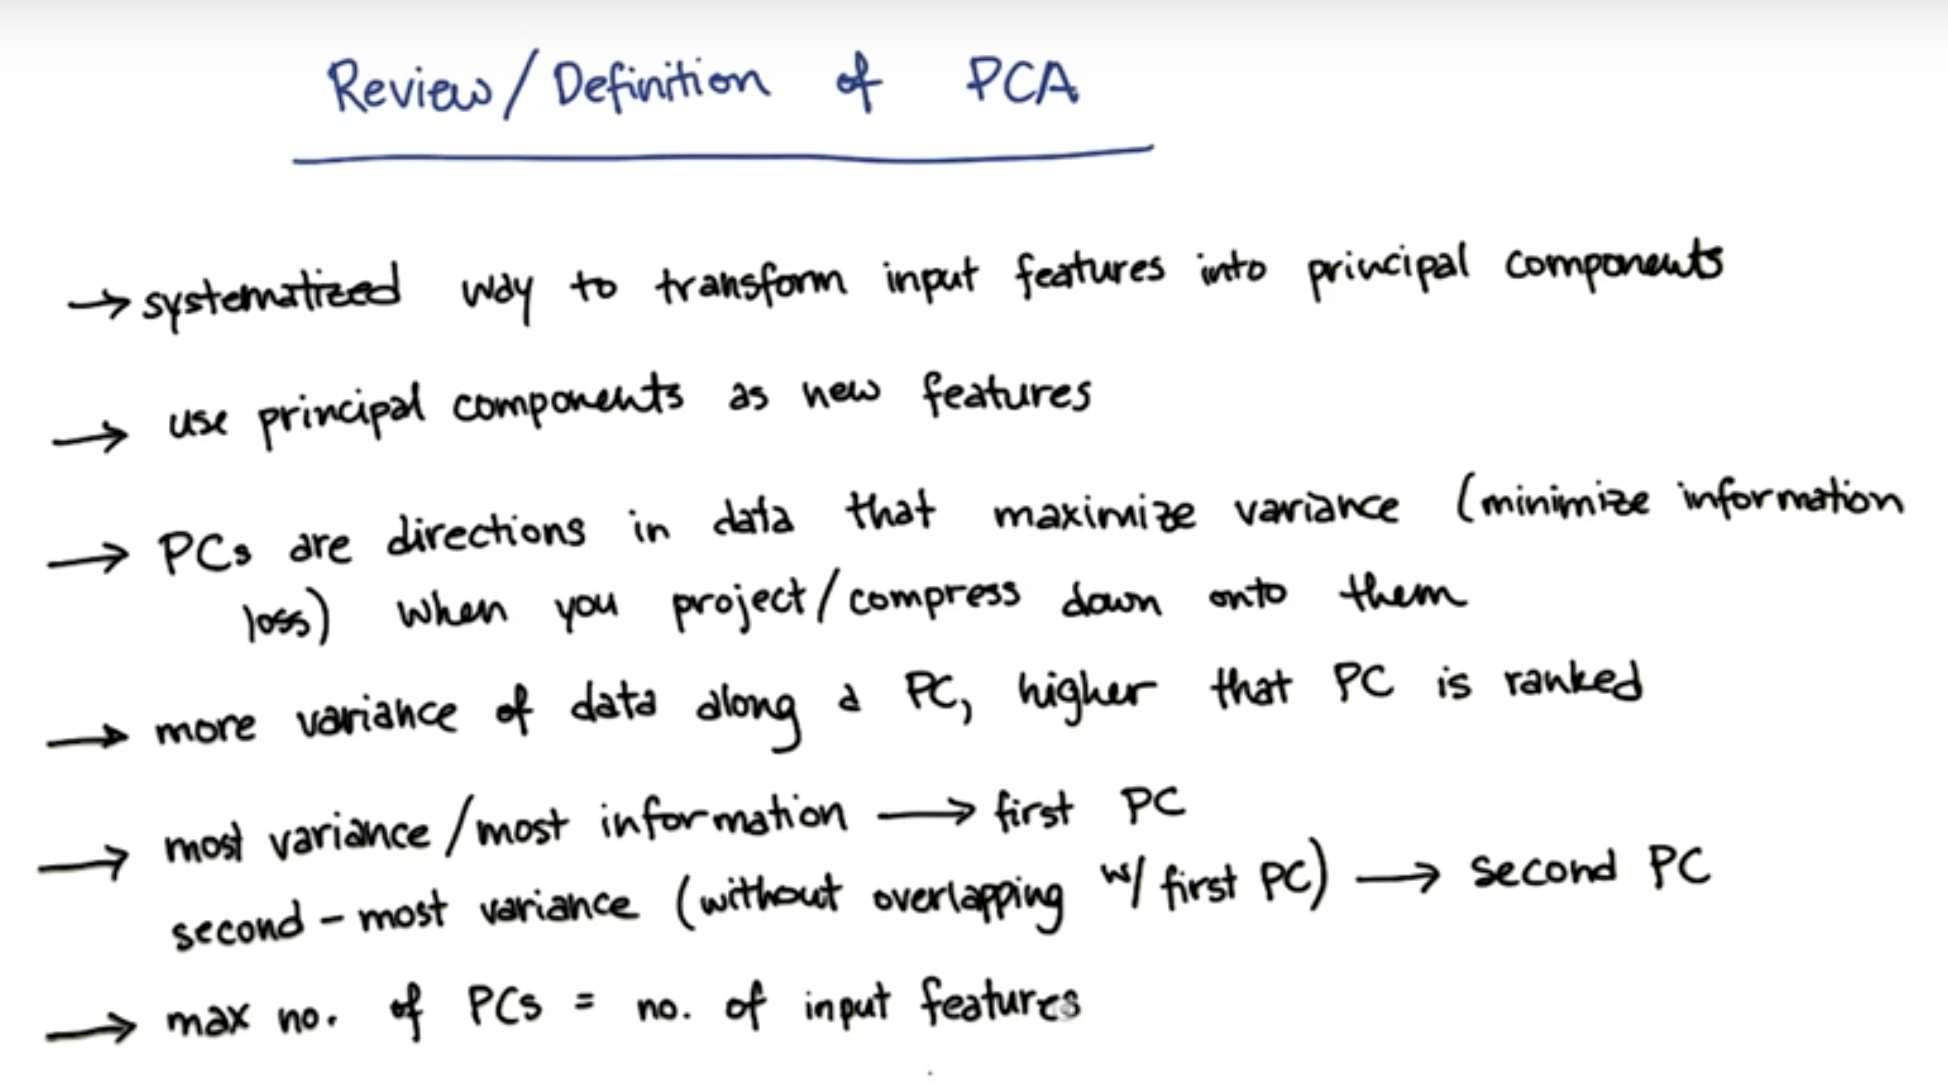 Review/Definition of PCA
→ systematized way to transform input features into principal components
→ use principal components as new features
→ PCs are directions in data that maximize variance (minimize information
loss) when you project/compress down onto them
→ more variance of data along a PC, higher that PC is ranked
→ most variance/most information → first PC
second-most variance (without overlapping w/ first PC) → second PC
→ max no. of PCs = no. of input features